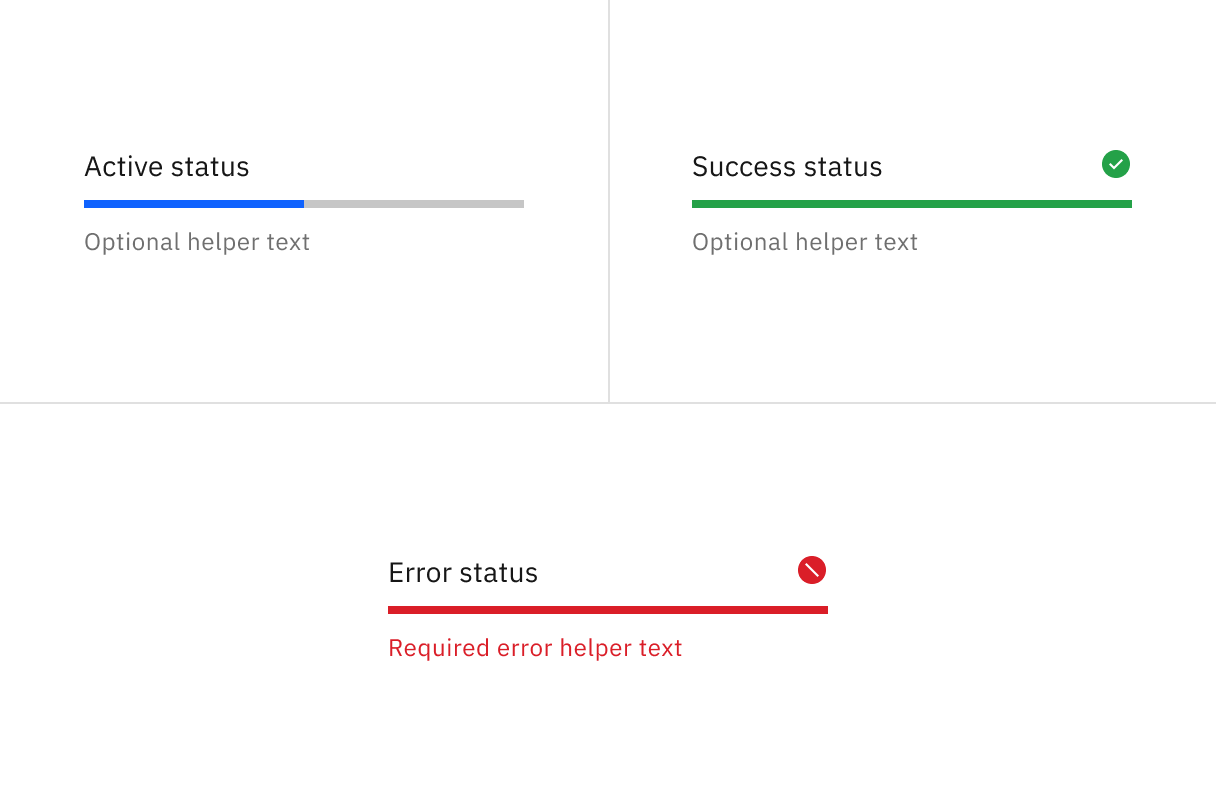 Active status
Optional helper text
Success status
Optional helper text
Error status
Required error helper text